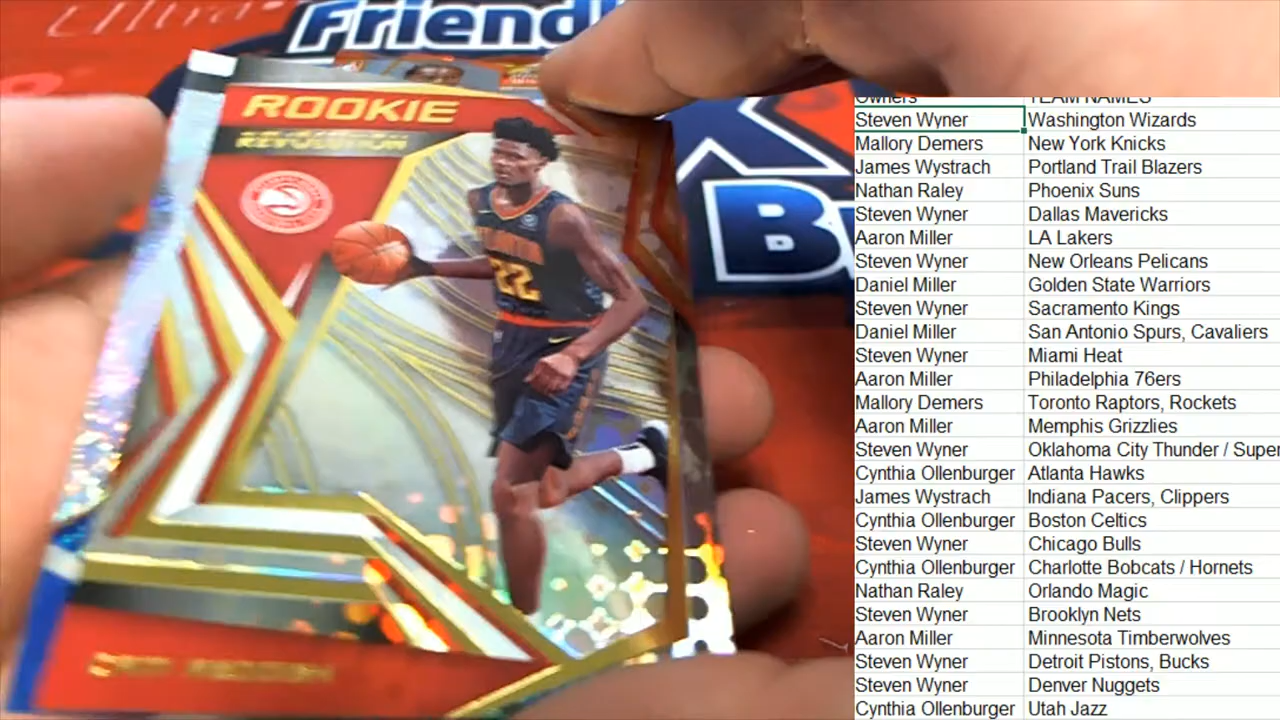 Ultra
Friendl
ROOKIE
REVOLUTION
22
B
Owners TEAM NAMES
Steven Wyner Washington Wizards
Mallory Demers New York Knicks
James Wystrach Portland Trail Blazers
Nathan Raley Phoenix Suns
Steven Wyner Dallas Mavericks
Aaron Miller LA Lakers
Steven Wyner New Orleans Pelicans
Daniel Miller Golden State Warriors
Steven Wyner Sacramento Kings
Daniel Miller San Antonio Spurs, Cavaliers
Steven Wyner Miami Heat
Aaron Miller Philadelphia 76ers
Mallory Demers Toronto Raptors, Rockets
Aaron Miller Memphis Grizzlies
Steven Wyner Oklahoma City Thunder / Super
Cynthia Ollenburger Atlanta Hawks
James Wystrach Indiana Pacers, Clippers
Cynthia Ollenburger Boston Celtics
Steven Wyner Chicago Bulls
Cynthia Ollenburger Charlotte Bobcats / Hornets
Nathan Raley Orlando Magic
Steven Wyner Brooklyn Nets
Aaron Miller Minnesota Timberwolves
Steven Wyner Detroit Pistons, Bucks
Steven Wyner Denver Nuggets
Cynthia Ollenburger Utah Jazz